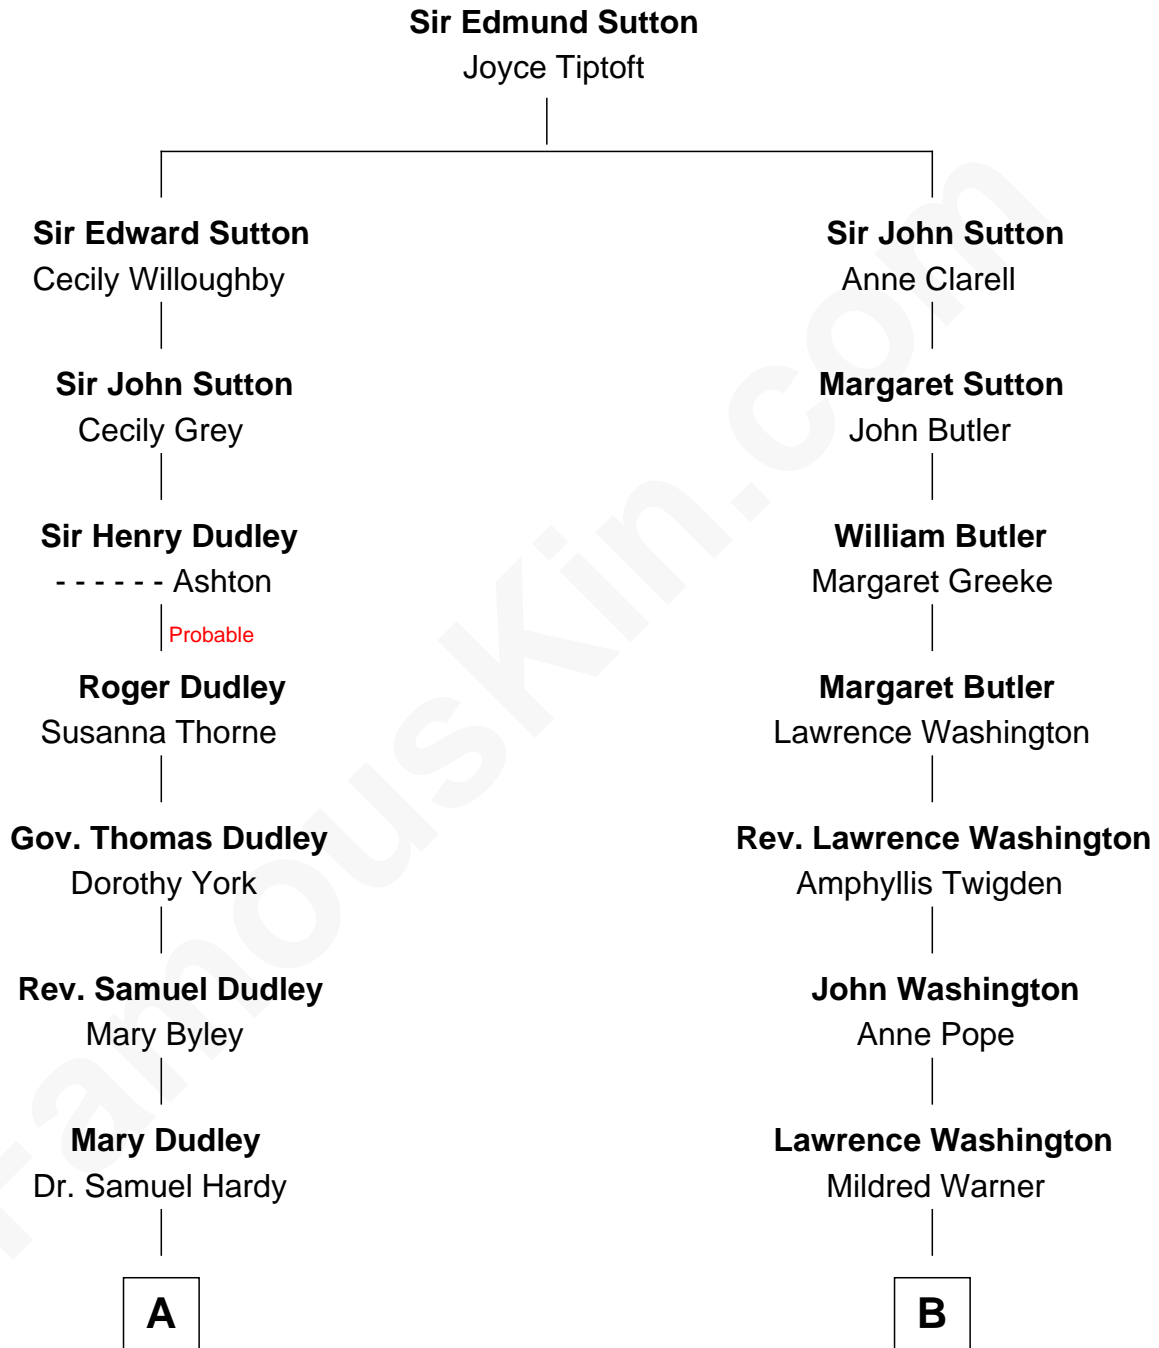 Sir Edmund Sutton
Joyce Tiptoft
Sir Edward Sutton
Cecily Willoughby
Sir John Sutton
Anne Clarell
Sir John Sutton
Cecily Grey
Margaret Sutton
John Butler
Sir Henry Dudley
- - - - - - Ashton
William Butler
Margaret Greeke
Probable
Roger Dudley
Susanna Thorne
Margaret Butler
Lawrence Washington
Gov. Thomas Dudley
Dorothy York
Rev. Lawrence Washington
Amphyllis Twigden
Rev. Samuel Dudley
Mary Byley
John Washington
Anne Pope
Mary Dudley
Dr. Samuel Hardy
Lawrence Washington
Mildred Warner
A
B
FamousKin.com